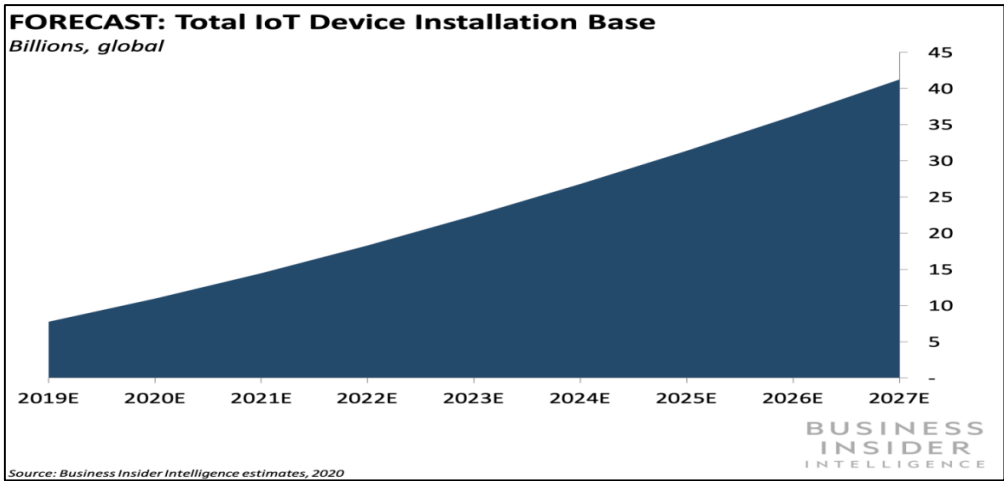 FORECAST: Total IoT Device Installation Base
Billions, global
45
40
35
30
25
20
15
10
5
-
2019E 2020E 2021E 2022E 2023E 2024E 2025E 2026E 2027E
BUSINESS
INSIDER
INTELLIGENCE
Source: Business Insider Intelligence estimates, 2020